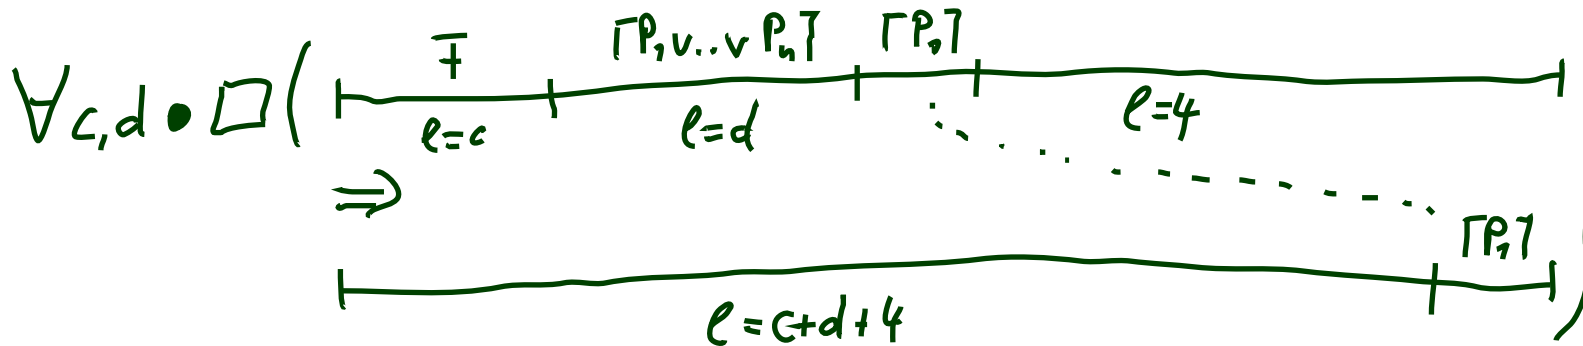 F ⌈P₁∨..∨Pₙ⌉ ⌈P₁⌉
∀c,d • □(
ℓ=c ℓ=d ℓ=4
⇒
⌈P₁⌉
ℓ=c+d+4 )